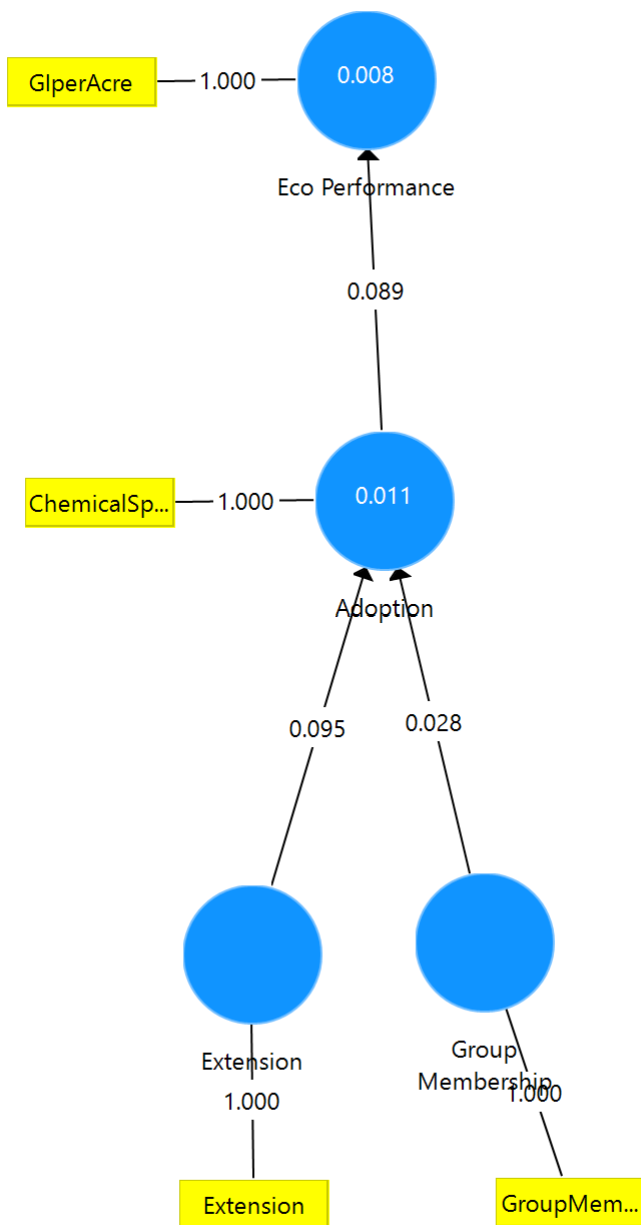 GIperAcre
1.000
0.008
Eco Performance
0.089
ChemicalSp...
1.000
0.011
Adoption
0.095
0.028
Extension
Group
Membership
1.000
1.000
Extension
GroupMem...